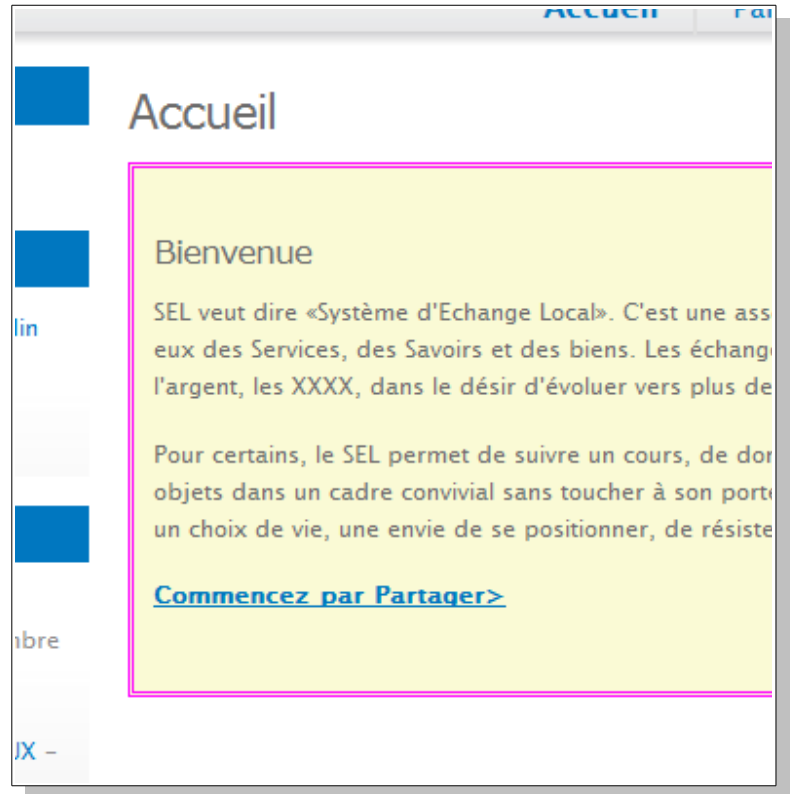 Accueil
Accueil
Bienvenue
SEL veut dire «Système d'Echange Local». C'est une
eux des Services, des Savoirs et des biens. Les
l'argent, les XXXX, dans le désir d'évoluer vers plus de
Pour certains, le SEL permet de suivre un cours, de
objets dans un cadre convivial sans toucher à son
un choix de vie, une envie de se positionner, de
Commencez par Partager>